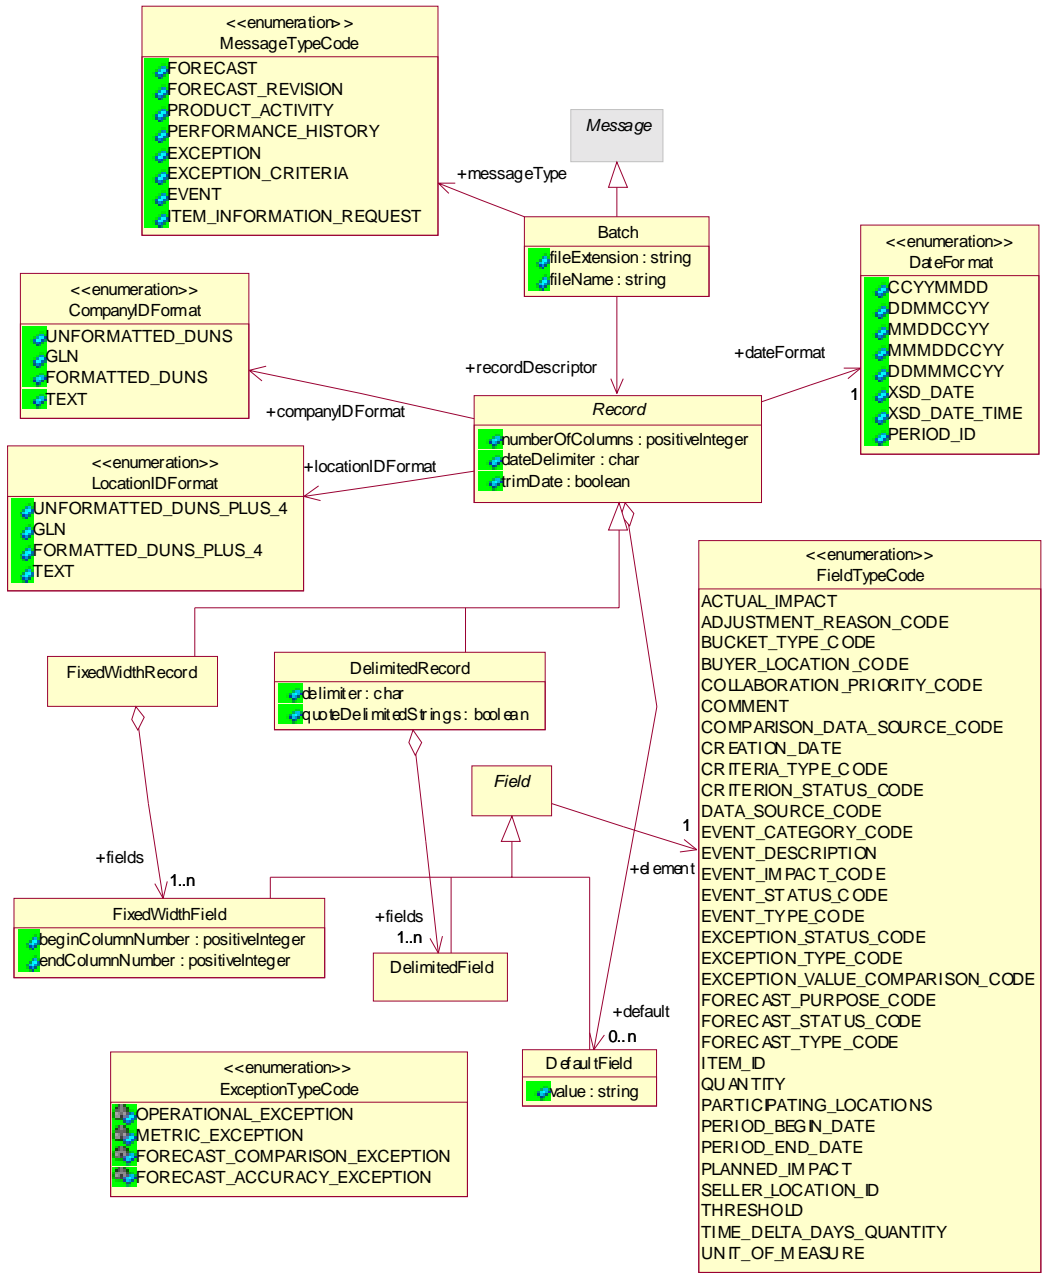 <<enumeration>>
MessageTypeCode
FORECAST
FORECAST_REVISION
PRODUCT_ACTIVITY
PERFORMANCE_HISTORY
EXCEPTION
EXCEPTION_CRITERIA
EVENT
ITEM_INFORMATION_REQUEST
Message
+messageType
Batch
fileExtension : string
fileName : string
<<enumeration>>
DateFormat
CCYYMMDD
DDMMCCYY
MMDDCCYY
MMMDDCCYY
DDMMMCCYY
XSD_DATE
XSD_DATE_TIME
PERIOD_ID
<<enumeration>>
CompanyIDFormat
UNFORMATTED_DUNS
GLN
FORMATTED_DUNS
TEXT
+dateFormat
1
+recordDescriptor
+companyIDFormat
Record
numberOfColumns : positiveInteger
dateDelimiter : char
trimDate : boolean
+locationIDFormat
<<enumeration>>
LocationIDFormat
UNFORMATTED_DUNS_PLUS_4
GLN
FORMATTED_DUNS_PLUS_4
TEXT
<<enumeration>>
FieldTypeCode
ACTUAL_IMPACT
ADJUSTMENT_REASON_CODE
BUCKET_TYPE_CODE
BUYER_LOCATION_CODE
COLLABORATION_PRIORITY_CODE
COMMENT
COMPARISON_DATA_SOURCE_CODE
CREATION_DATE
CRITERIA_TYPE_CODE
CRITERION_STATUS_CODE
DATA_SOURCE_CODE
EVENT_CATEGORY_CODE
EVENT_DESCRIPTION
EVENT_IMPACT_CODE
EVENT_STATUS_CODE
EVENT_TYPE_CODE
EXCEPTION_STATUS_CODE
EXCEPTION_TYPE_CODE
EXCEPTION_VALUE_COMPARISON_CODE
FORECAST_PURPOSE_CODE
FORECAST_STATUS_CODE
FORECAST_TYPE_CODE
ITEM_ID
QUANTITY
PARTICIPATING_LOCATIONS
PERIOD_BEGIN_DATE
PERIOD_END_DATE
PLANNED_IMPACT
SELLER_LOCATION_ID
THRESHOLD
TIME_DELTA_DAYS_QUANTITY
UNIT_OF_MEASURE
FixedWidthRecord
DelimitedRecord
delimiter : char
quoteDelimitedStrings : boolean
Field
1
+element
+fields
1..n
FixedWidthField
beginColumnNumber : positiveInteger
endColumnNumber : positiveInteger
+fields
1..n
DelimitedField
+default
0..n
DefaultField
value : string
<<enumeration>>
ExceptionTypeCode
OPERATIONAL_EXCEPTION
METRIC_EXCEPTION
FORECAST_COMPARISON_EXCEPTION
FORECAST_ACCURACY_EXCEPTION